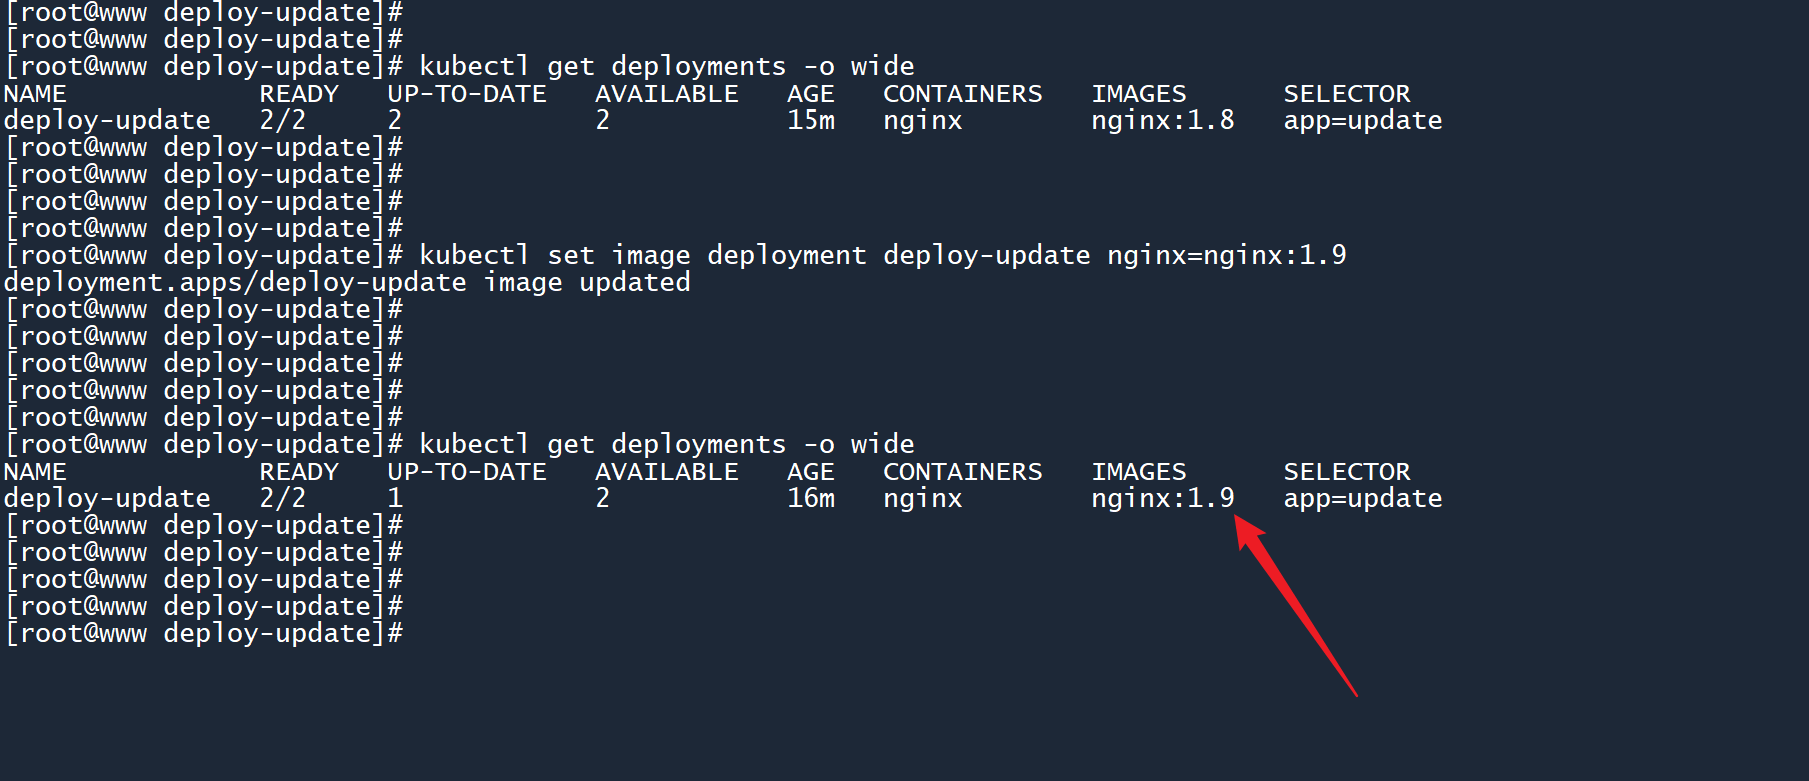 [root@www deploy-update]#
[root@www deploy-update]#
[root@www deploy-update]# kubectl get deployments -o wide
NAME            READY   UP-TO-DATE   AVAILABLE   AGE   CONTAINERS   IMAGES      SELECTOR
deploy-update   2/2     2            2           15m   nginx        nginx:1.8   app=update
[root@www deploy-update]#
[root@www deploy-update]#
[root@www deploy-update]#
[root@www deploy-update]#
[root@www deploy-update]# kubectl set image deployment deploy-update nginx=nginx:1.9
deployment.apps/deploy-update image updated
[root@www deploy-update]#
[root@www deploy-update]#
[root@www deploy-update]#
[root@www deploy-update]#
[root@www deploy-update]#
[root@www deploy-update]# kubectl get deployments -o wide
NAME            READY   UP-TO-DATE   AVAILABLE   AGE   CONTAINERS   IMAGES      SELECTOR
deploy-update   2/2     1            2           16m   nginx        nginx:1.9   app=update
[root@www deploy-update]#
[root@www deploy-update]#
[root@www deploy-update]#
[root@www deploy-update]#
[root@www deploy-update]#